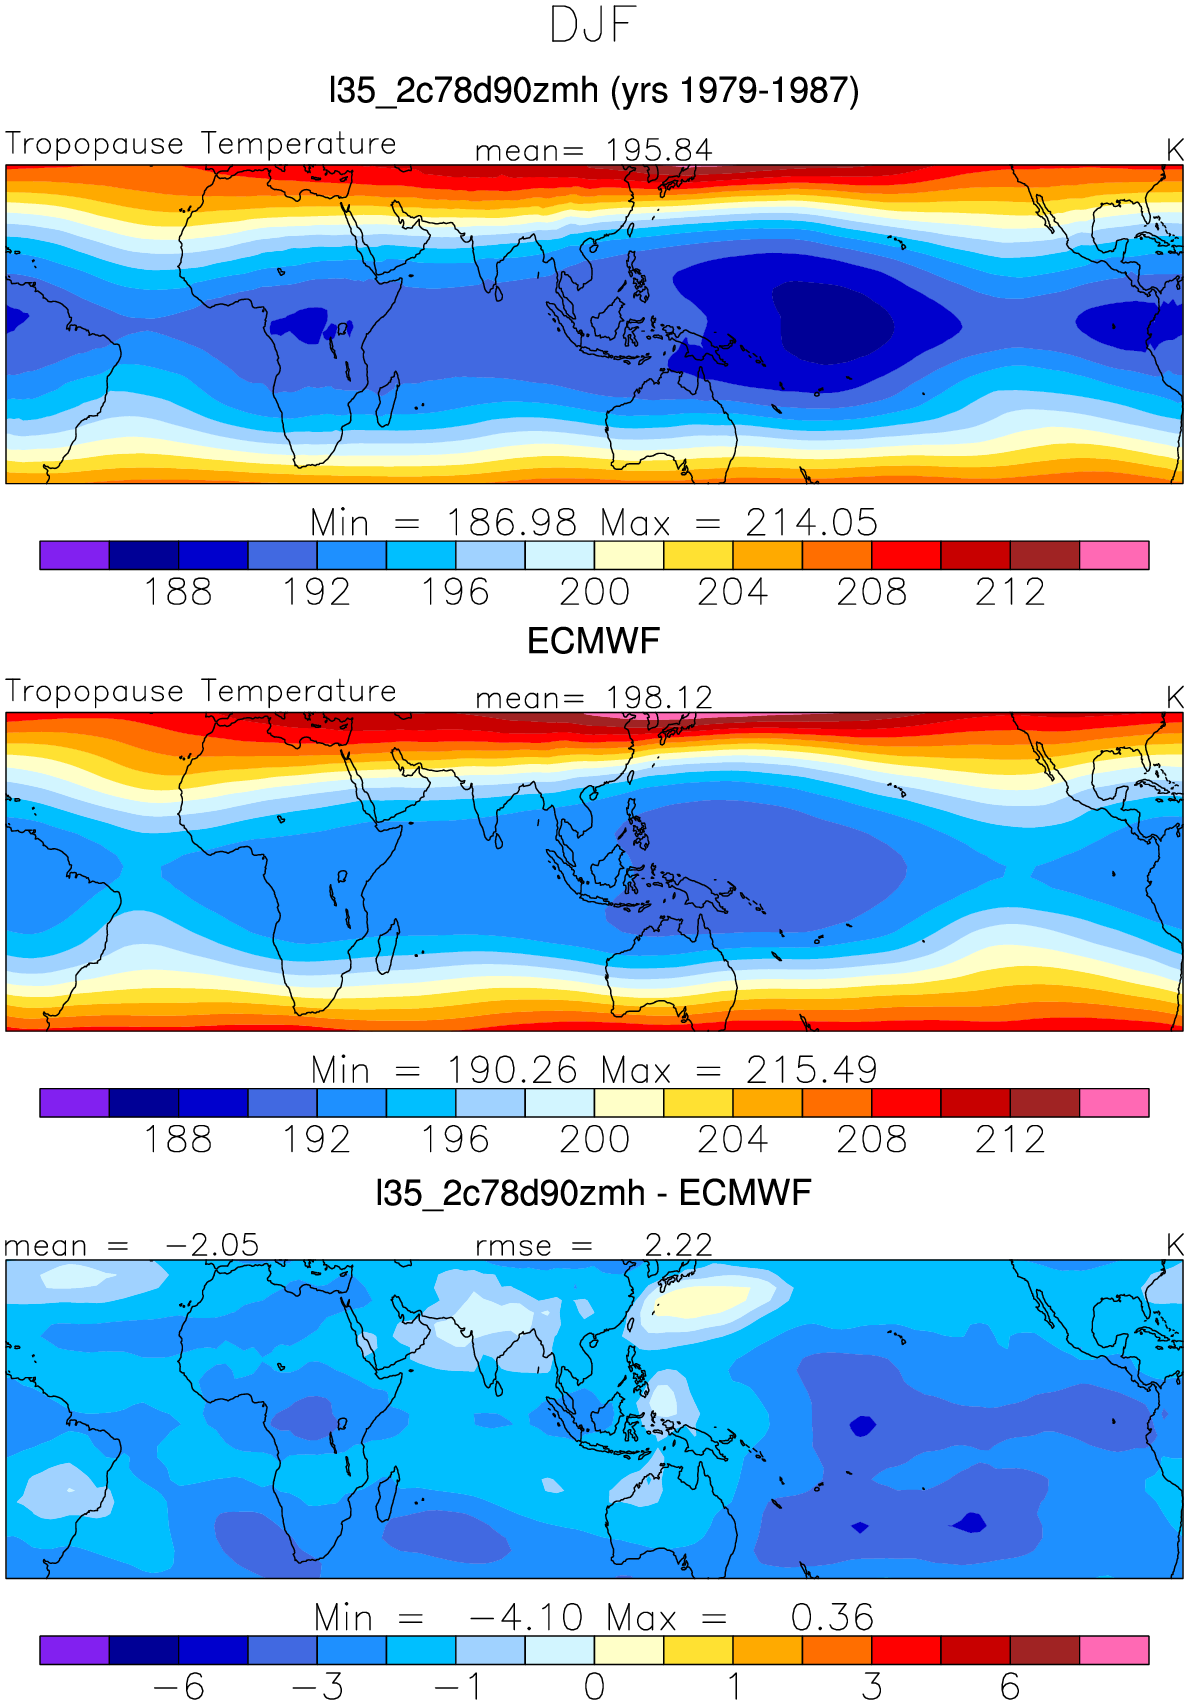 DJF
l35_2c78d90zmh (yrs 1979-1987)
Tropopause Temperature mean= 195.84 K
Min = 186.98 Max = 214.05
188 192 196 200 204 208 212
ECMWF
Tropopause Temperature mean= 198.12 K
Min = 190.26 Max = 215.49
188 192 196 200 204 208 212
l35_2c78d90zmh - ECMWF
mean = -2.05 rmse = 2.22 K
Min = -4.10 Max = 0.36
-6 -3 -1 0 1 3 6